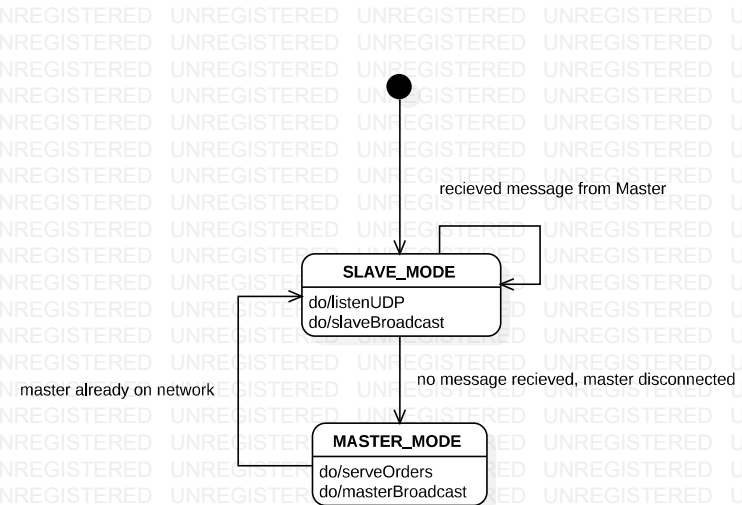 recieved message from Master
SLAVE_MODE
do/listenUDP
do/slaveBroadcast
no message recieved, master disconnected
master already on network
MASTER_MODE
do/serveOrders
do/masterBroadcast
UNREGISTERED